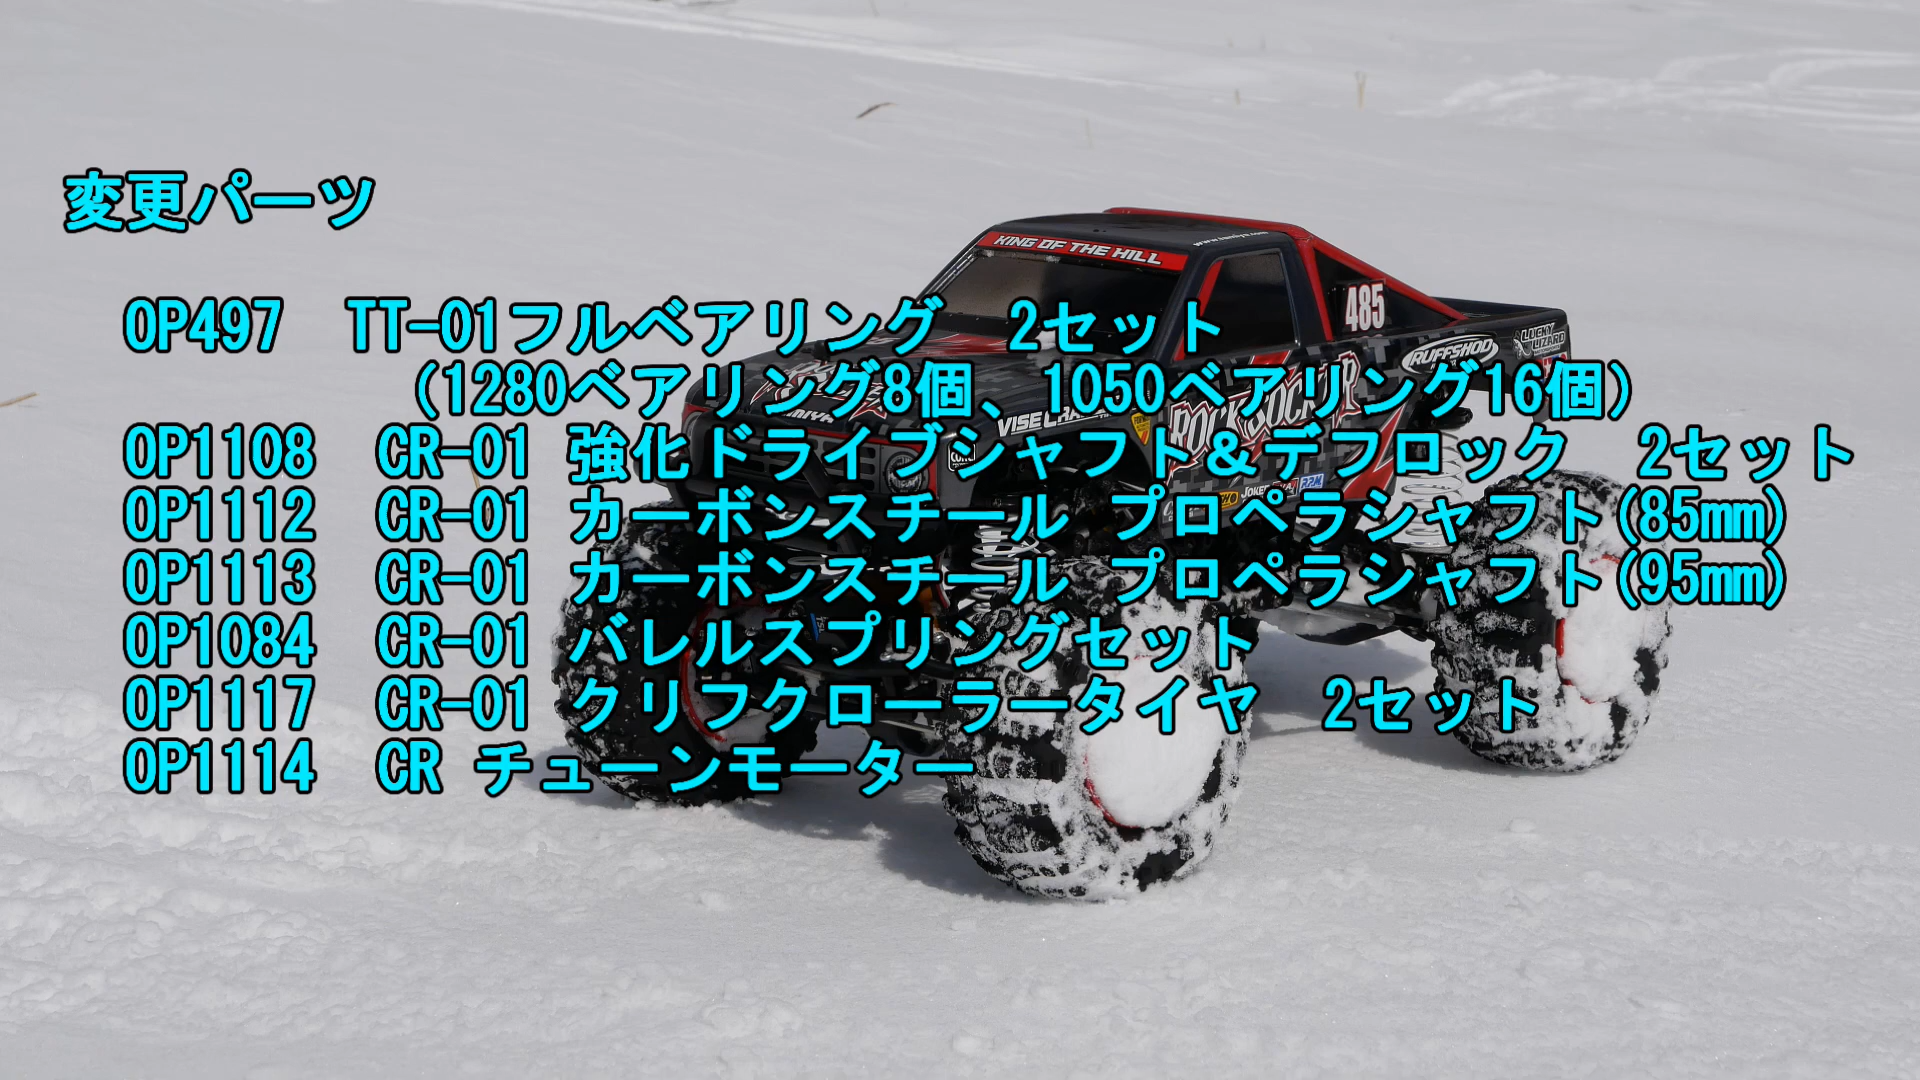 変更パーツ
OP497 TT-01フルベアリング 2セット
(1280ベアリング8個、1050ベアリング16個)
OP1108 CR-01 強化ドライブシャフト&デフロック 2セット
OP1112 CR-01 カーボンスチール プロペラシャフト(85mm)
OP1113 CR-01 カーボンスチール プロペラシャフト(95mm)
OP1084 CR-01 バレルスプリングセット
OP1117 CR-01 クリフクローラータイヤ 2セット
OP1114 CR チューンモーター
KING OF THE HILL
485
RUFFSHOD
LUCKY LIZARD
RPM